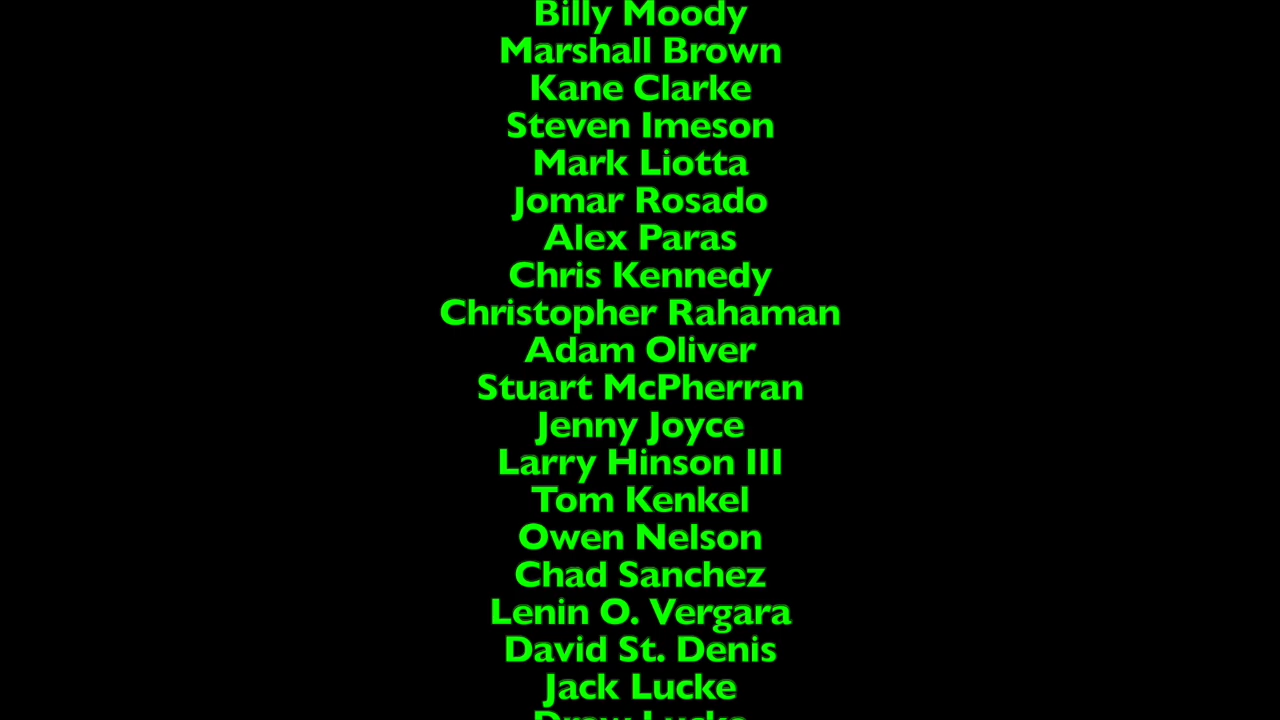 Billy Moody
Marshall Brown
Kane Clarke
Steven Imeson
Mark Liotta
Jomar Rosado
Alex Paras
Chris Kennedy
Christopher Rahaman
Adam Oliver
Stuart McPherran
Jenny Joyce
Larry Hinson III
Tom Kenkel
Owen Nelson
Chad Sanchez
Lenin O. Vergara
David St. Denis
Jack Lucke